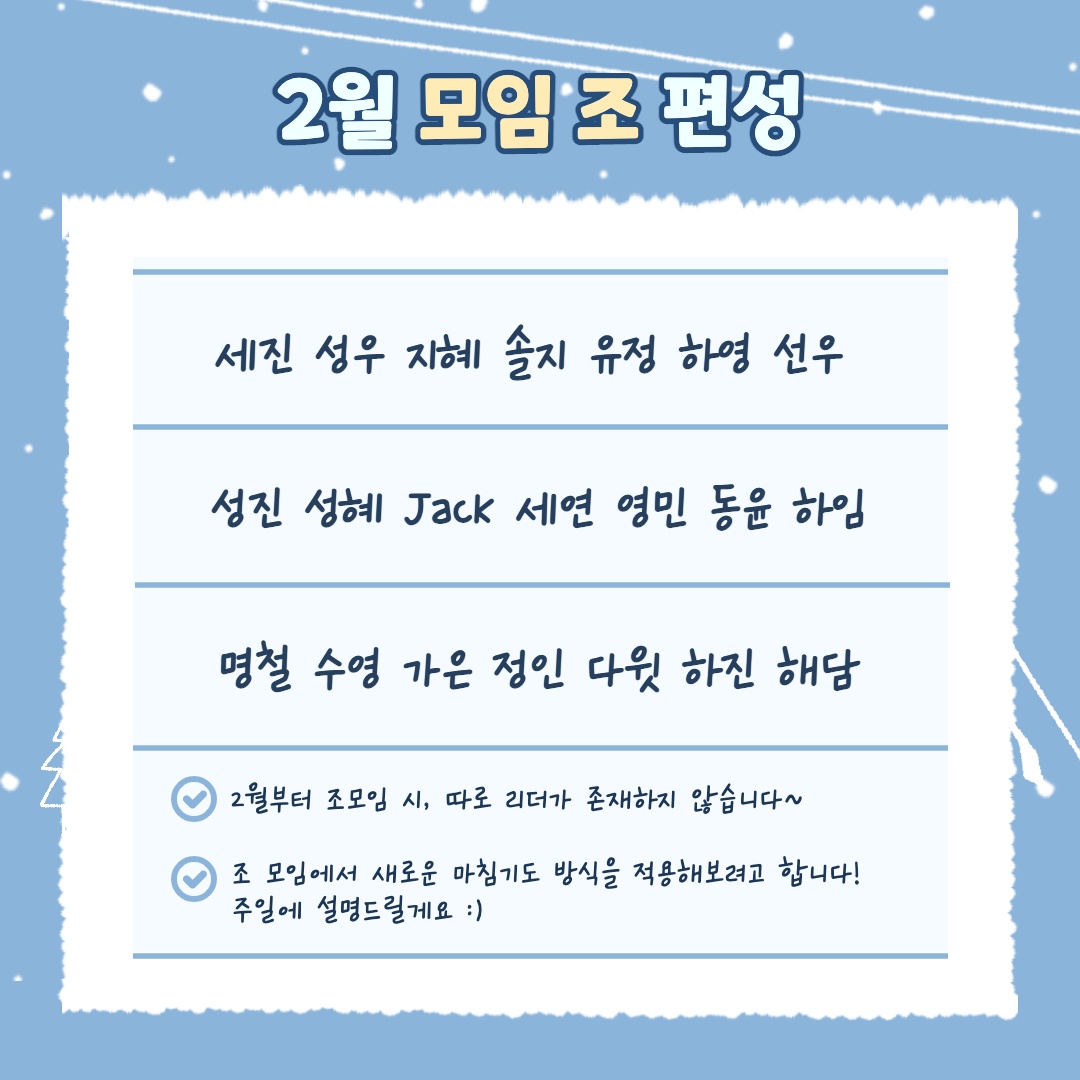 2월 모임 조 편성
세진 성우 지혜 솔지 유정 하영 선우
성진 성혜 Jack 세연 영민 동윤 하임
명철 수영 가은 정인 다윗 하진 해담
2월부터 조모임 시, 따로 리더가 존재하지 않습니다~
조 모임에서 새로운 마침기도 방식을 적용해보려고 합니다!
주일에 설명드릴게요 :)